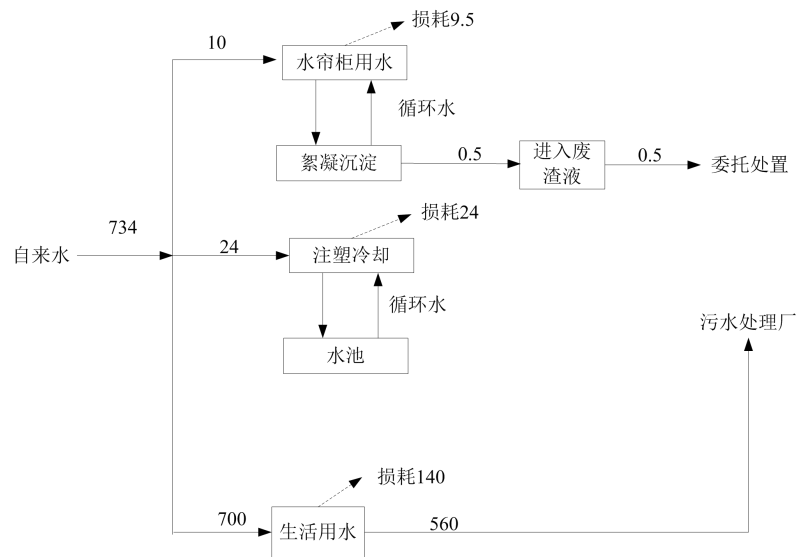 损耗9.5
10
水帘柜用水
循环水
絮凝沉淀
0.5
进入废
渣液
0.5
委托处置
734
自来水
损耗24
24
注塑冷却
循环水
水池
污水处理厂
损耗140
700
生活用水
560